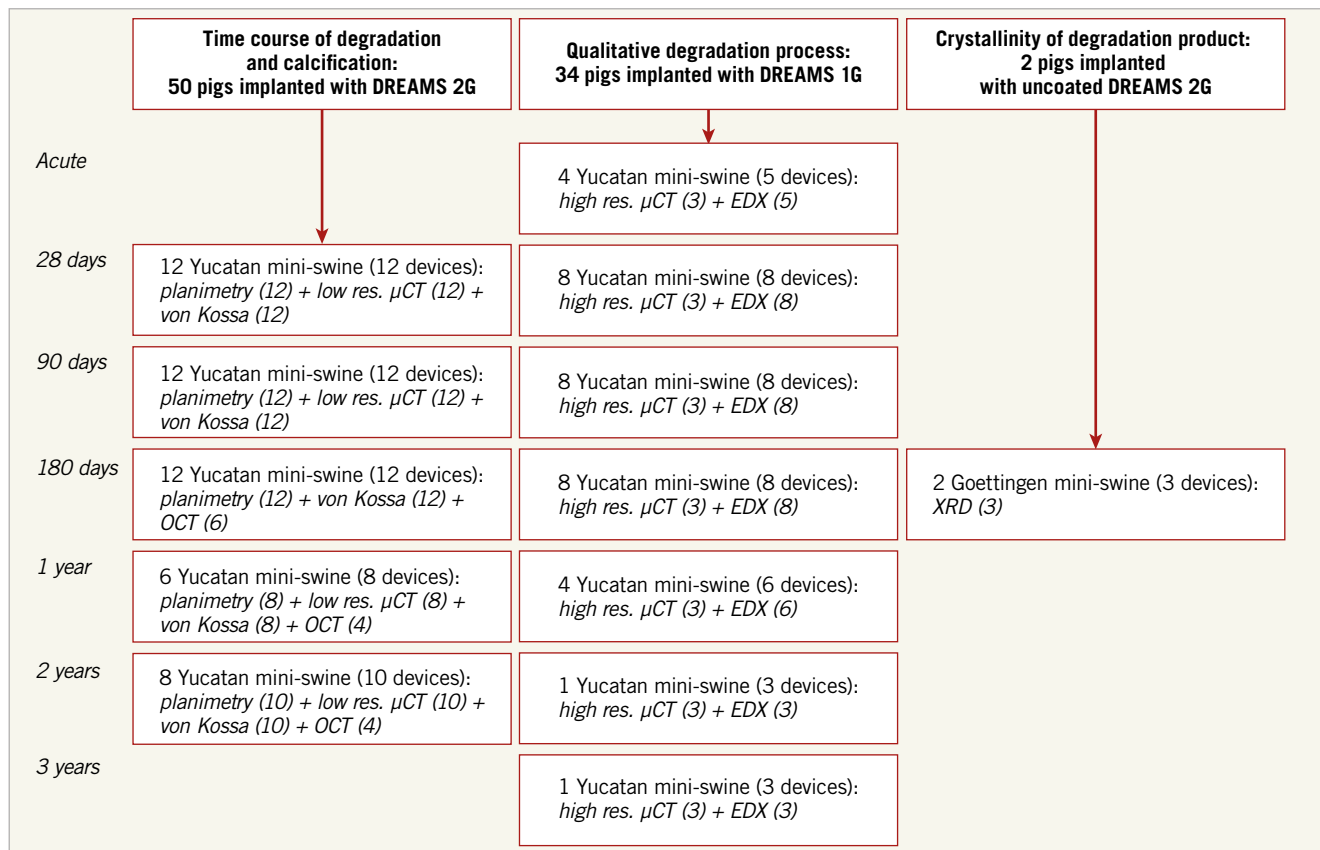 Time course of degradation
and calcification:
50 pigs implanted with DREAMS 2G
Qualitative degradation process:
34 pigs implanted with DREAMS 1G
Crystallinity of degradation product:
2 pigs implanted
with uncoated DREAMS 2G
Acute
4 Yucatan mini-swine (5 devices):
high res. µCT (3) + EDX (5)
28 days
12 Yucatan mini-swine (12 devices):
planimetry (12) + low res. µCT (12) +
von Kossa (12)
8 Yucatan mini-swine (8 devices):
high res. µCT (3) + EDX (8)
90 days
12 Yucatan mini-swine (12 devices):
planimetry (12) + low res. µCT (12) +
von Kossa (12)
8 Yucatan mini-swine (8 devices):
high res. µCT (3) + EDX (8)
180 days
12 Yucatan mini-swine (12 devices):
planimetry (12) + von Kossa (12) +
OCT (6)
8 Yucatan mini-swine (8 devices):
high res. µCT (3) + EDX (8)
2 Goettingen mini-swine (3 devices):
XRD (3)
1 year
6 Yucatan mini-swine (8 devices):
planimetry (8) + low res. µCT (8) +
von Kossa (8) + OCT (4)
4 Yucatan mini-swine (6 devices):
high res. µCT (3) + EDX (6)
2 years
8 Yucatan mini-swine (10 devices):
planimetry (10) + low res. µCT (10) +
von Kossa (10) + OCT (4)
1 Yucatan mini-swine (3 devices):
high res. µCT (3) + EDX (3)
3 years
1 Yucatan mini-swine (3 devices):
high res. µCT (3) + EDX (3)